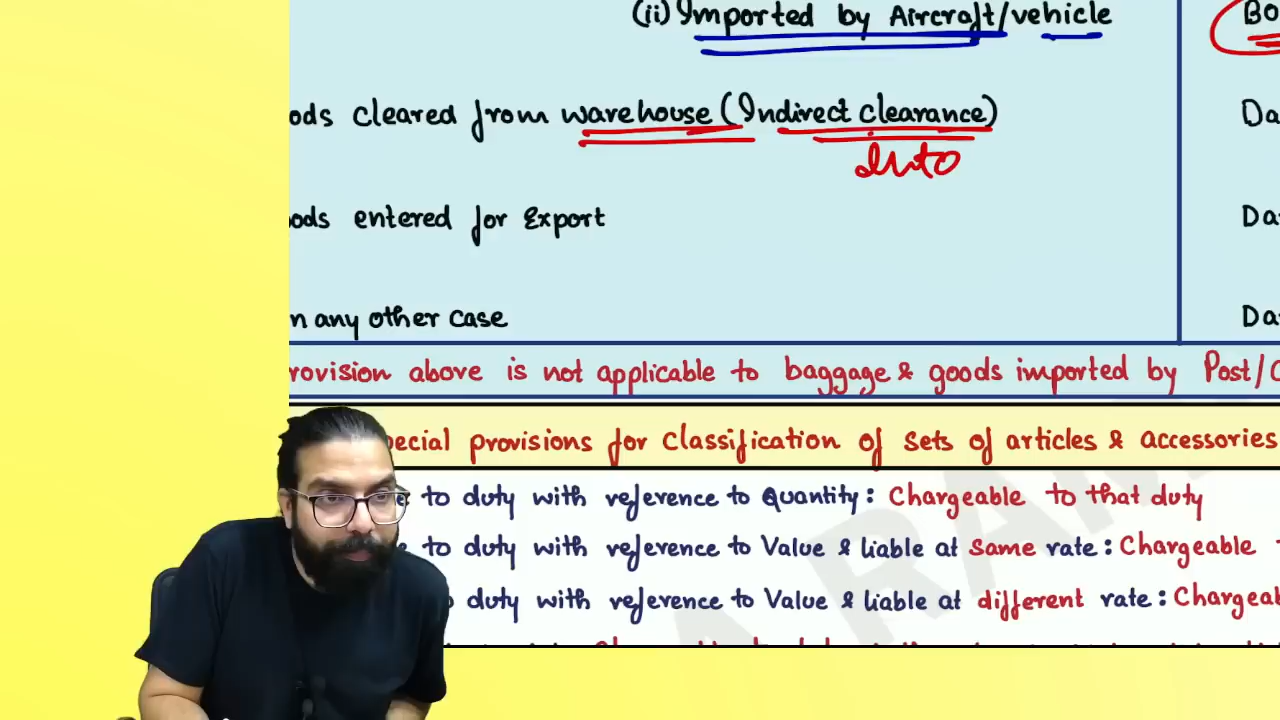 (ii) Imported by Aircraft/vehicle
Bo
ods cleared from warehouse (Indirect clearance)
Da
ods entered for Export
Da
n any other case
Da
rovision above is not applicable to baggage & goods imported by Post/C
pecial provisions for Classification of Sets of articles & accessories
e to duty with reference to Quantity: Chargeable to that duty
e to duty with reference to Value & liable at Same rate: Chargeable
duty with reference to Value & liable at different rate: Chargeab